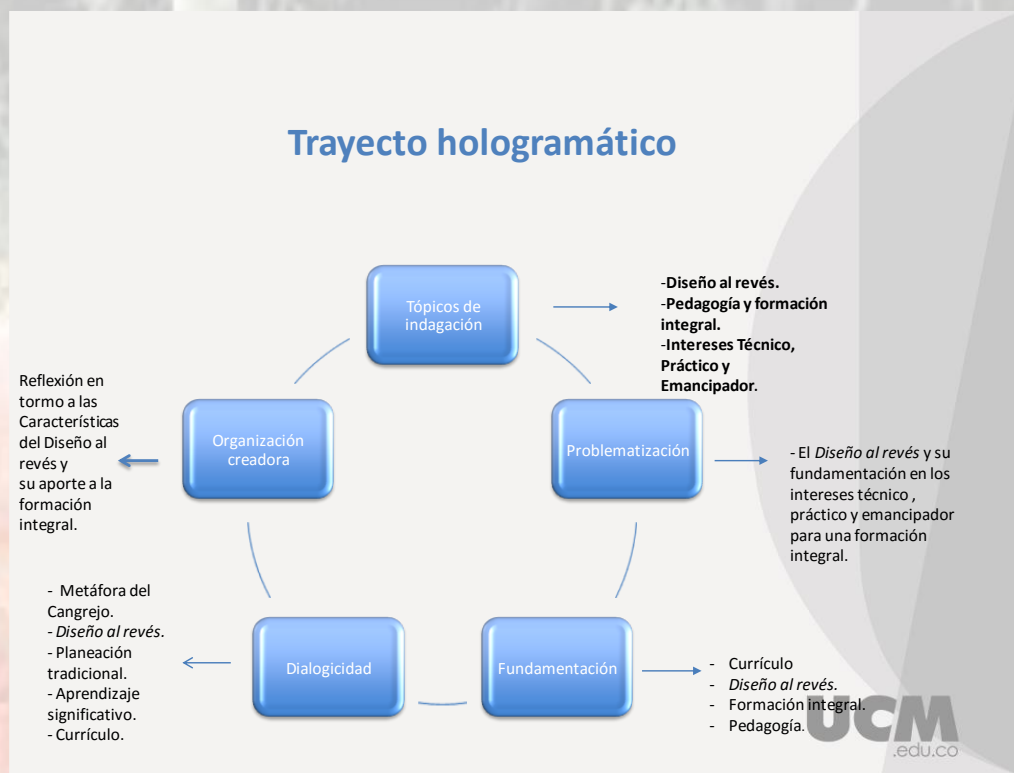 Trayecto hologramático
Tópicos de
indagación
-Diseño al revés.
-Pedagogía y formación
integral.
-Intereses Técnico,
Práctico y
Emancipador.
Problematización
- El Diseño al revés y su
fundamentación en los
intereses técnico ,
práctico y emancipador
para una formación
integral.
Fundamentación
- Currículo
- Diseño al revés.
- Formación integral.
- Pedagogía.
Dialogicidad
- Metáfora del
Cangrejo.
- Diseño al revés.
- Planeación
tradicional.
- Aprendizaje
significativo.
- Currículo.
Organización
creadora
Reflexión en
tormo a las
Características
del Diseño al
revés y
su aporte a la
formación
integral.
UCM
.edu.co